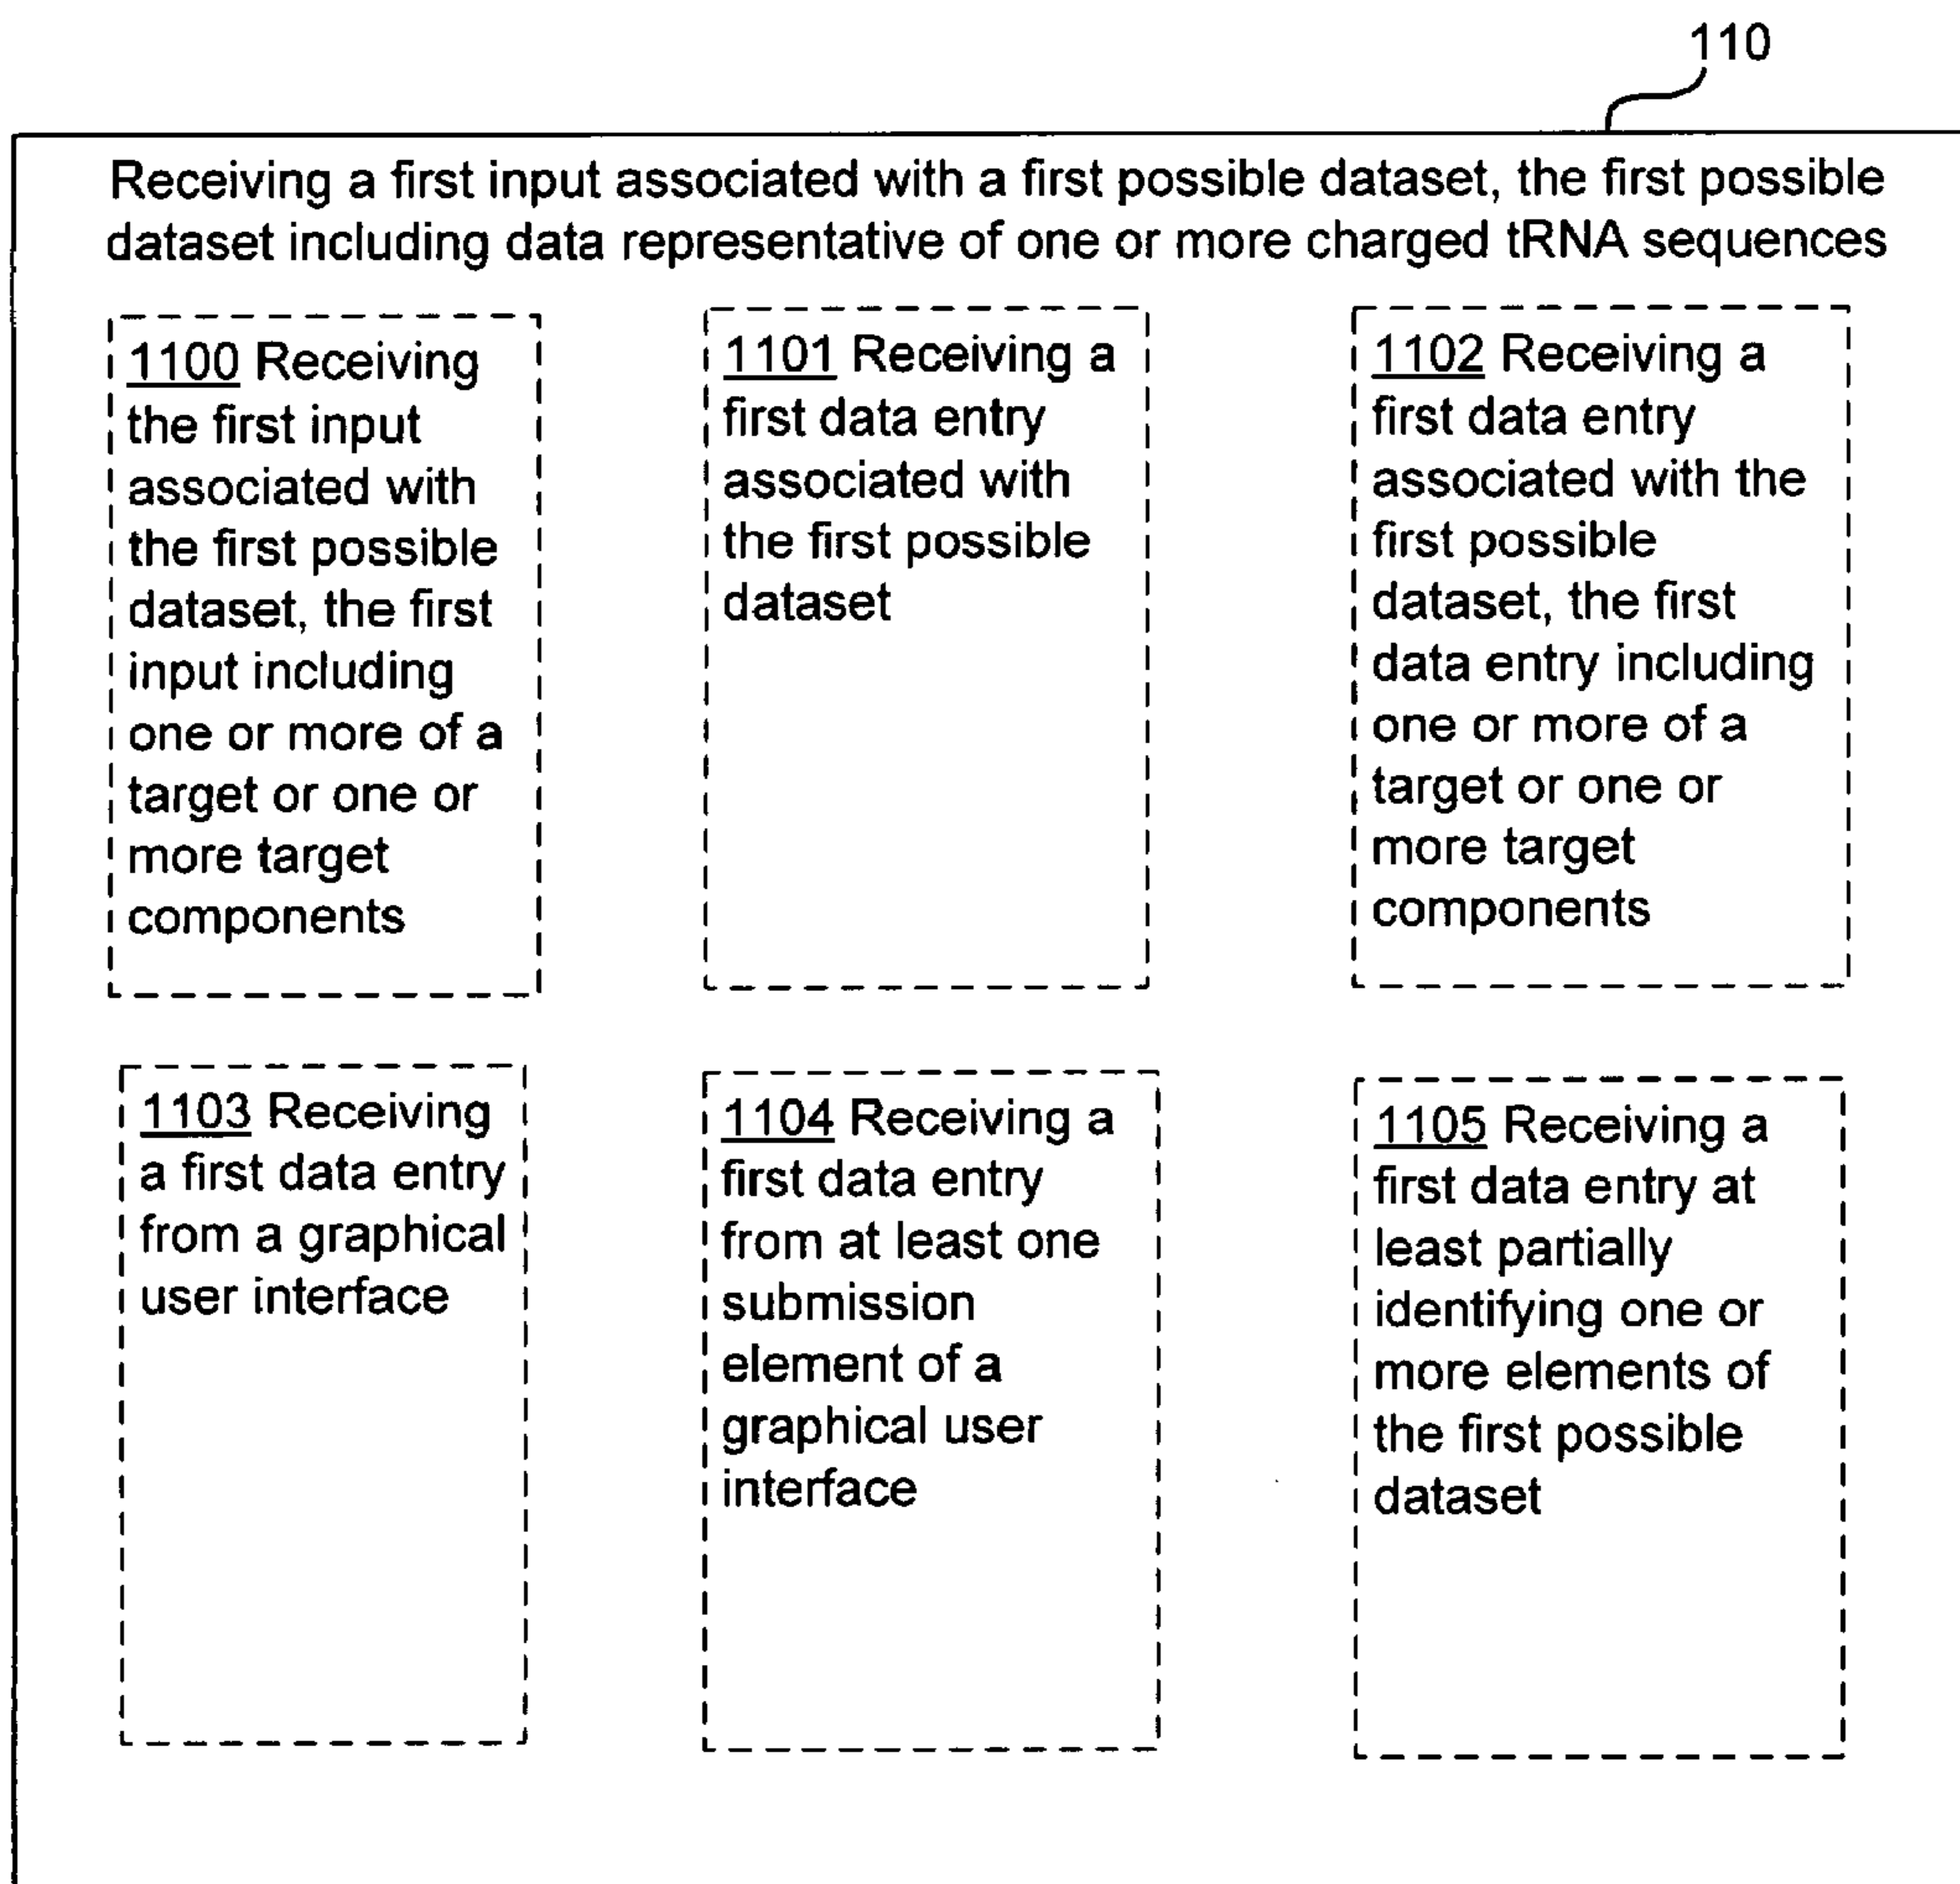 110
Receiving a first input associated with a first possible dataset, the first possible
dataset including data representative of one or more charged tRNA sequences
1100 Receiving
the first input
associated with
the first possible
dataset, the first
input including
one or more of a
target or one or
more target
components
1101 Receiving a
first data entry
associated with
the first possible
dataset
1102 Receiving a
first data entry
associated with the
first possible
dataset, the first
data entry including
one or more of a
target or one or
more target
components
1103 Receiving
a first data entry
from a graphical
user interface
1104 Receiving a
first data entry
from at least one
submission
element of a
graphical user
interface
1105 Receiving a
first data entry at
least partially
identifying one or
more elements of
the first possible
dataset